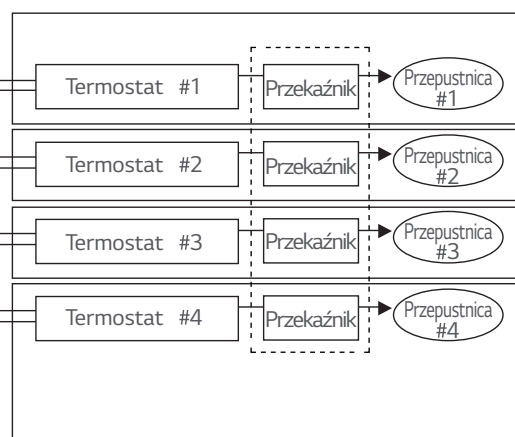 Termostat #1 Przekaźnik Przepustnica
#1
Termostat #2 Przekaźnik Przepustnica
#2
Termostat #3 Przekaźnik Przepustnica
#3
Termostat #4 Przekaźnik Przepustnica
#4